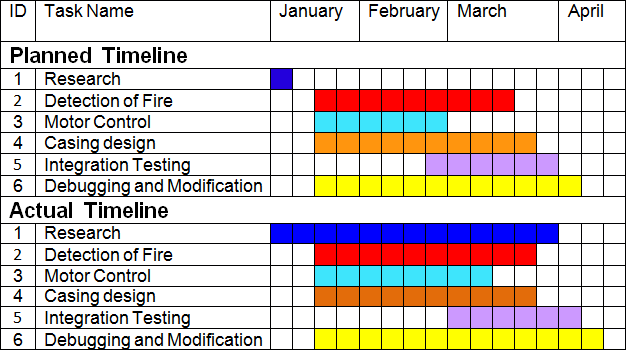 ID Task Name January February March April
Planned Timeline
1 Research
2 Detection of Fire
3 Motor Control
4 Casing design
5 Integration Testing
6 Debugging and Modification
Actual Timeline
1 Research
2 Detection of Fire
3 Motor Control
4 Casing design
5 Integration Testing
6 Debugging and Modification